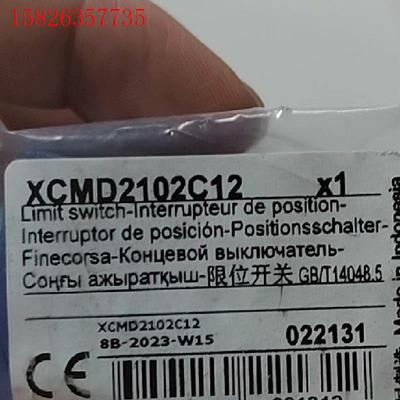 15826357735
XCMD2102C12 x1
Limit switch-Interrupteur de position-
Interruptor de posición-Positionsschalter-
Finecorsa-Концевой выключатель-
Соңғы ажыратқыш-限位开关 GB/T14048.5
XCMD2102C12
8B-2023-W15 022131
CE
Made in Indonesia